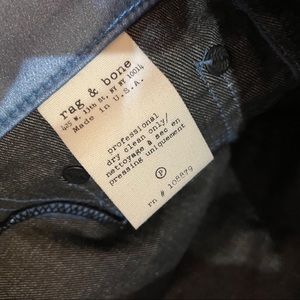 rag & bone
425 W. 13th ST, NY NY 10014
Made in U.S.A.
professional
dry clean only/
nettoyage à sec en
pressing uniquement
P
rn # 108879